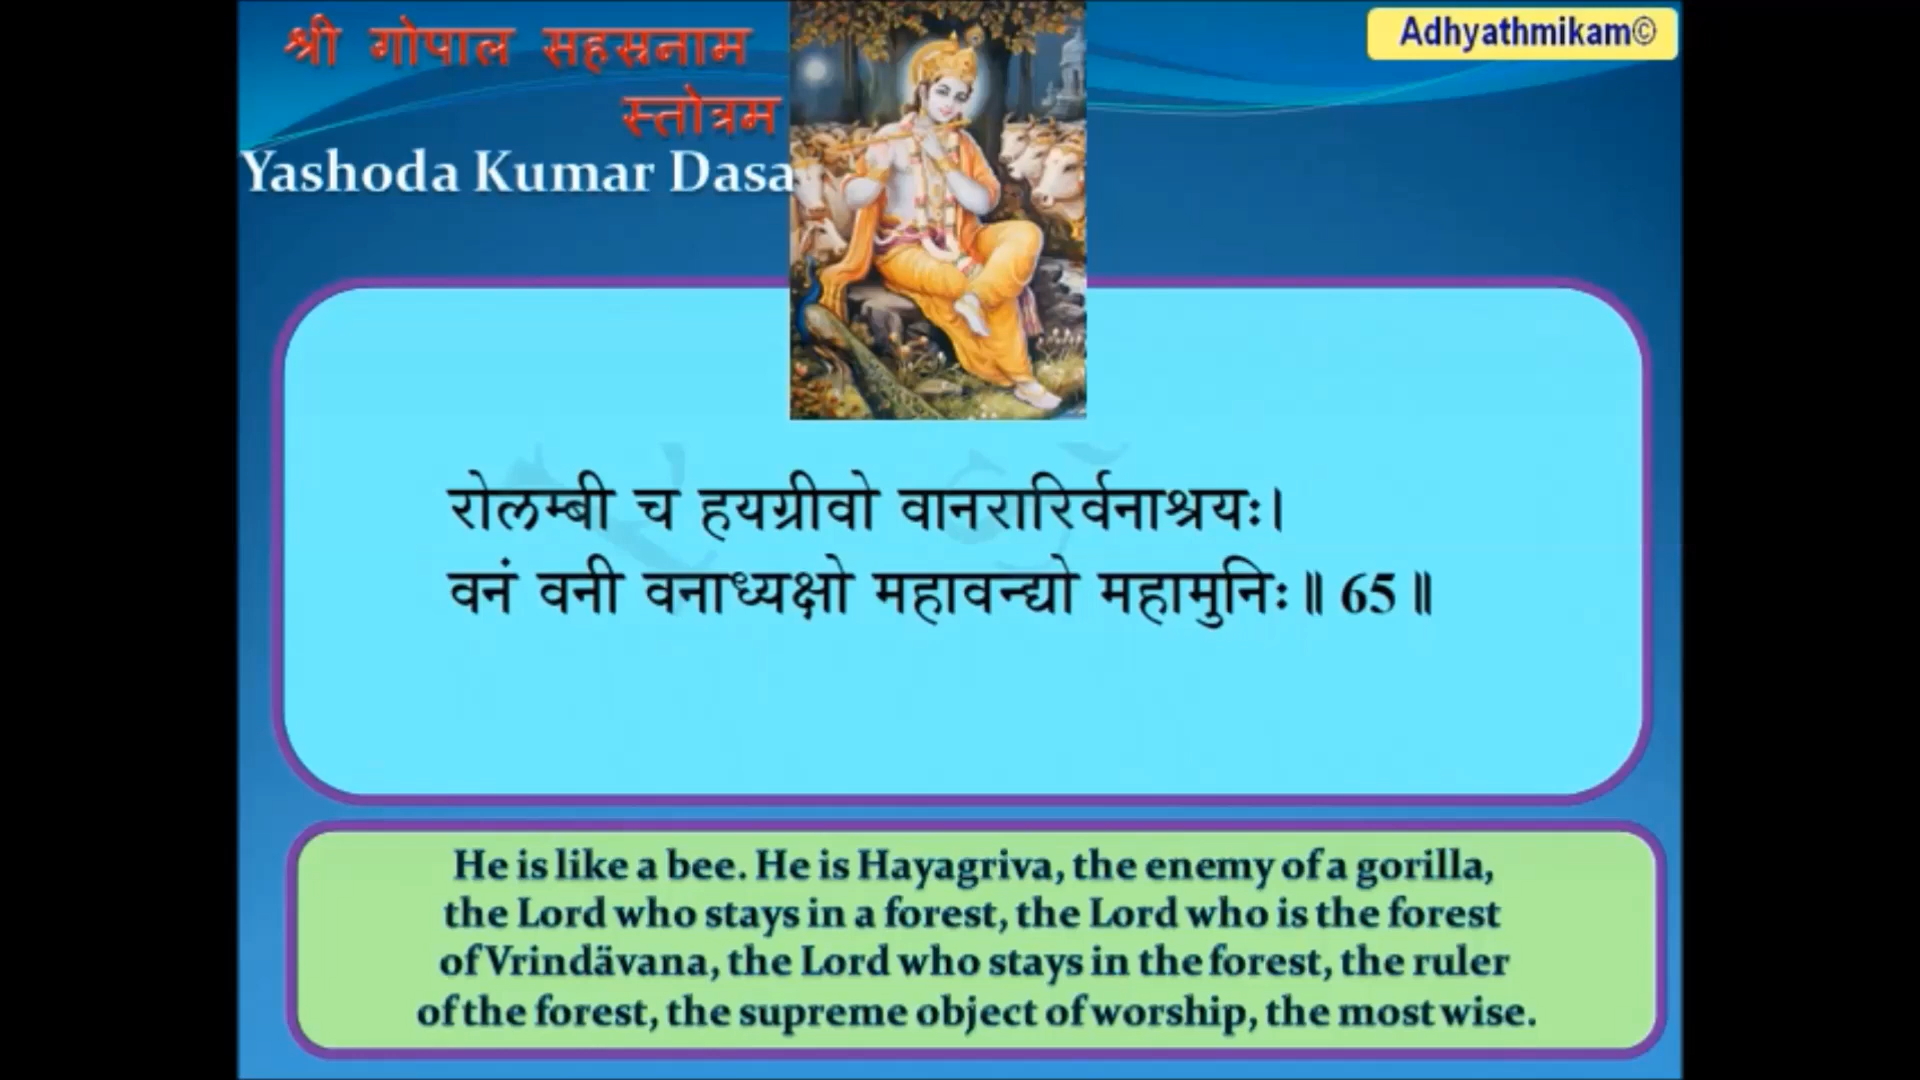 श्री गोपाल सहस्रनाम
स्तोत्रम
Yashoda Kumar Dasa
Adhyathmikam©
रोलम्बी च हयग्रीवो वानरारिर्वनाश्रयः।
वनं वनी वनाध्यक्षो महावन्द्यो महामुनिः॥ 65॥
He is like a bee. He is Hayagriva, the enemy of a gorilla,
the Lord who stays in a forest, the Lord who is the forest
of Vrindävana, the Lord who stays in the forest, the ruler
of the forest, the supreme object of worship, the most wise.